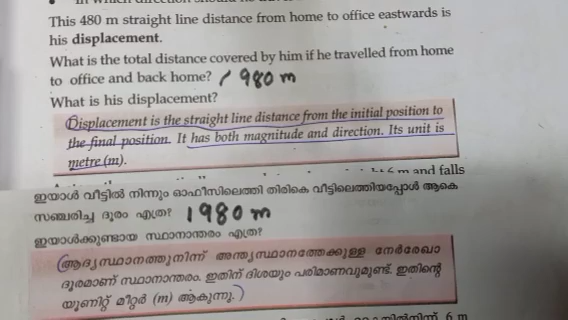 This 480 m straight line distance from home to office eastwards is
his displacement.
What is the total distance covered by him if he travelled from home
to office and back home? 1980 m
What is his displacement?
Displacement is the straight line distance from the initial position to
the final position. It has both magnitude and direction. Its unit is
metre (m).
m and falls
ഇയാൾ വീട്ടിൽ നിന്നും ഓഫീസിലെത്തി തിരികെ വീട്ടിലെത്തിയപ്പോൾ ആകെ
സഞ്ചരിച്ച ദൂരം എത്ര? 1980 m
ഇയാൾക്കുണ്ടായ സ്ഥാനാന്തരം എത്ര?
(ആദ്യസ്ഥാനത്തുനിന്ന് അന്ത്യസ്ഥാനത്തേക്കുള്ള നേർരേഖാ
ദൂരമാണ് സ്ഥാനാന്തരം. ഇതിന് ദിശയും പരിമാണവുമുണ്ട്. ഇതിന്റെ
യൂണിറ്റ് മീറ്റർ (m) ആകുന്നു.)
6 m